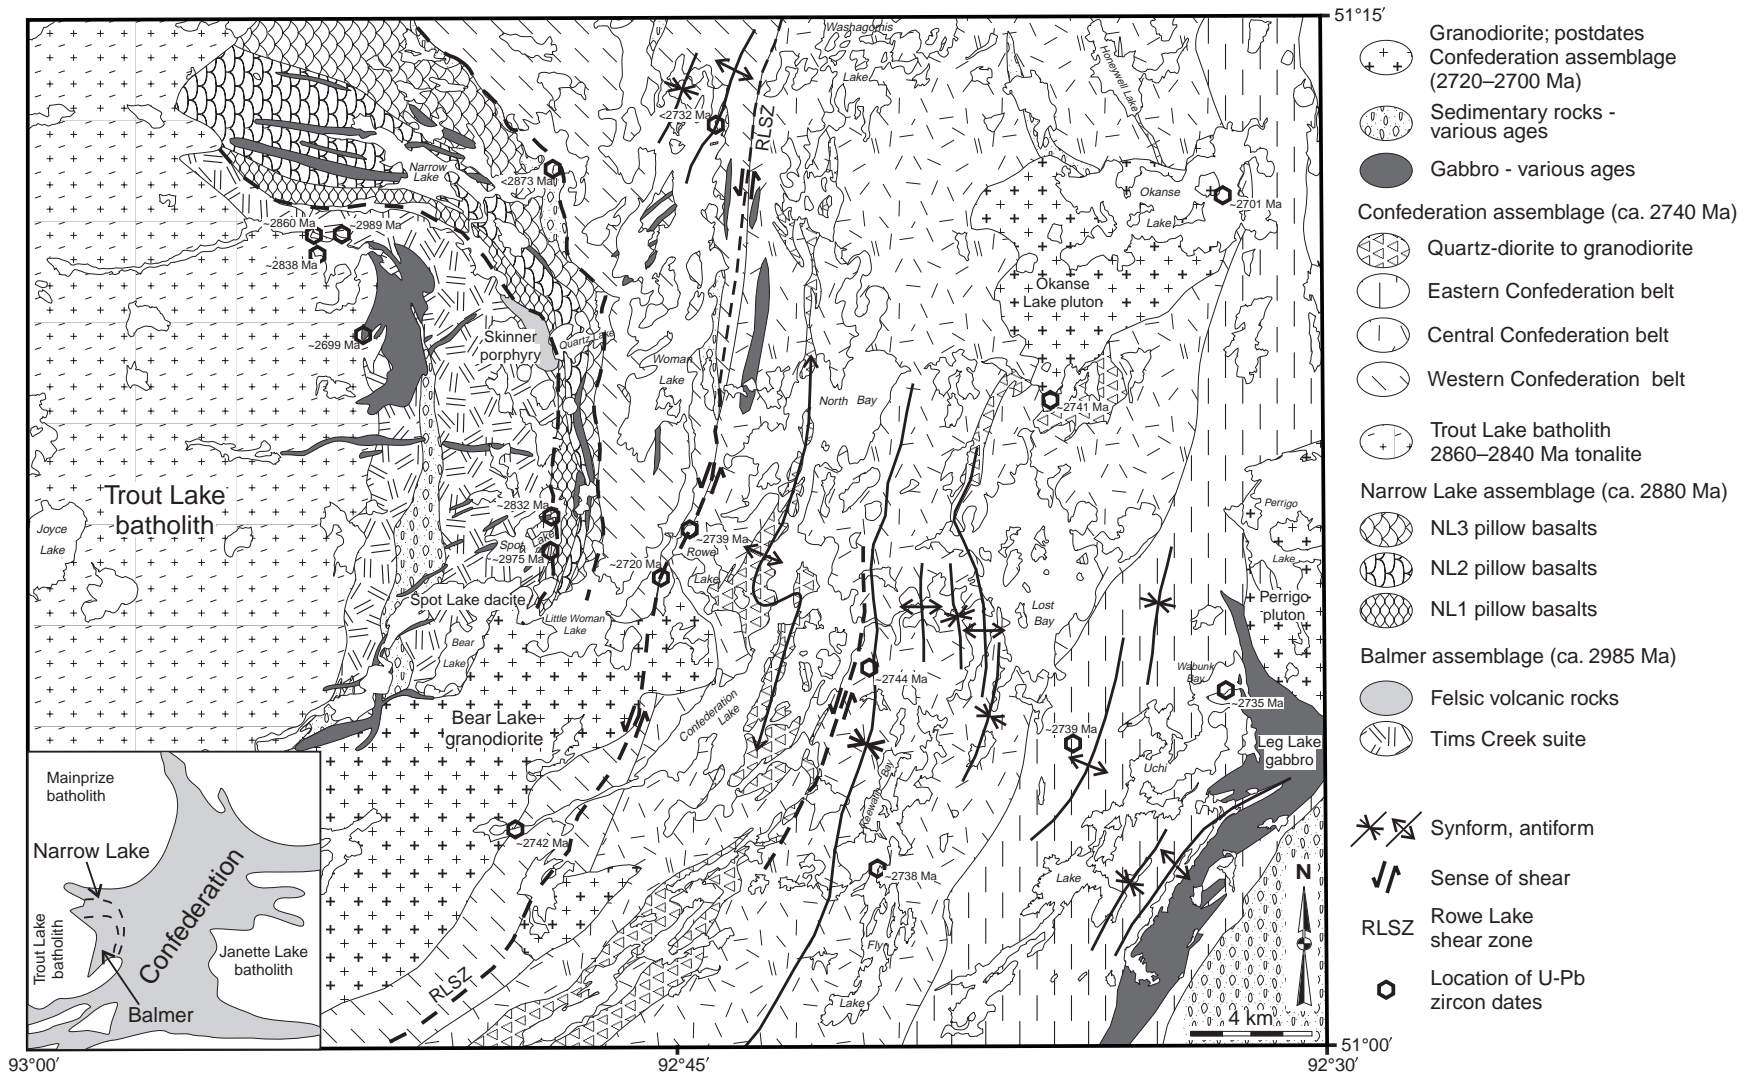 51°15′
Washagomis
Lake
Honeywell Lake
<2732 Ma
RLSZ
Narrow
Lake
<2873 Ma
Okanse
Lake
~2701 Ma
~2860 Ma
~2989 Ma
~2838 Ma
Okanse
Lake pluton
~2699 Ma
Skinner
porphyry
Quartz Lake
Woman
Lake
North Bay
~2741 Ma
Trout Lake
batholith
Joyce
Lake
~2832 Ma
Spot
Lake
~2975 Ma
~2739 Ma
Rowe
Lake
~2720 Ma
Perrigo
Lake
Spot Lake dacite
Little Woman
Lake
Lost
Bay
Perrigo
pluton
Bear
Lake
~2744 Ma
Wabunk
Bay
~2735 Ma
Confederation
Lake
Bear Lake
granodiorite
~2739 Ma
Leg Lake
gabbro
Uchi
Lake
Bay
~2742 Ma
~2738 Ma
Fly
Lake
RLSZ
N
4 km
Mainprize
batholith
Narrow Lake
Confederation
Trout Lake
batholith
Janette Lake
batholith
Balmer
93°00′
92°45′
92°30′
51°00′
Granodiorite; postdates
Confederation assemblage
(2720–2700 Ma)
Sedimentary rocks -
various ages
Gabbro - various ages
Confederation assemblage (ca. 2740 Ma)
Quartz-diorite to granodiorite
Eastern Confederation belt
Central Confederation belt
Western Confederation belt
Trout Lake batholith
2860–2840 Ma tonalite
Narrow Lake assemblage (ca. 2880 Ma)
NL3 pillow basalts
NL2 pillow basalts
NL1 pillow basalts
Balmer assemblage (ca. 2985 Ma)
Felsic volcanic rocks
Tims Creek suite
Synform, antiform
Sense of shear
RLSZ
Rowe Lake
shear zone
Location of U-Pb
zircon dates